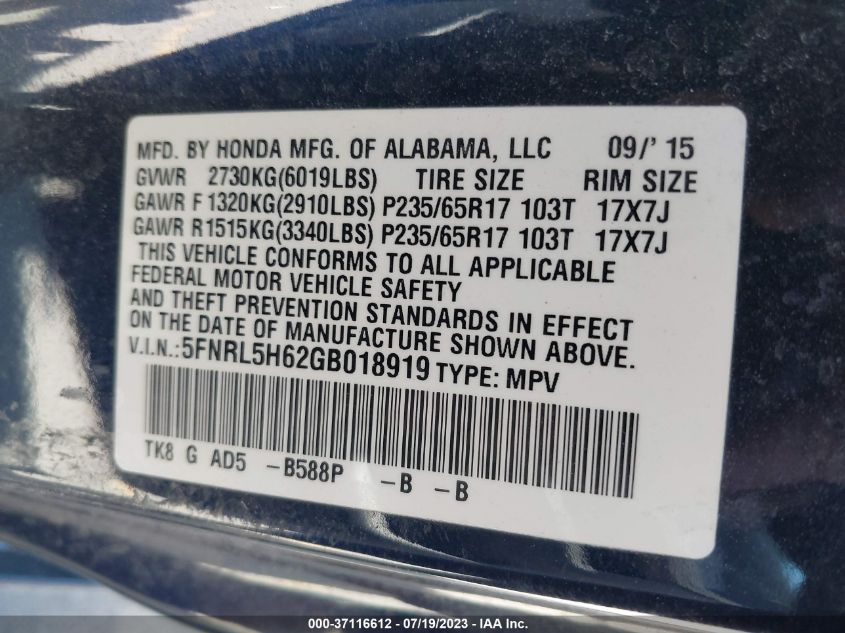 MFD. BY HONDA MFG. OF ALABAMA, LLC 09/' 15
GVWR 2730KG(6019LBS) TIRE SIZE RIM SIZE
GAWR F 1320KG(2910LBS) P235/65R17 103T 17X7J
GAWR R1515KG(3340LBS) P235/65R17 103T 17X7J
THIS VEHICLE CONFORMS TO ALL APPLICABLE
FEDERAL MOTOR VEHICLE SAFETY
AND THEFT PREVENTION STANDARDS IN EFFECT
ON THE DATE OF MANUFACTURE SHOWN ABOVE.
V.I.N.:5FNRL5H62GB018919 TYPE: MPV
TK8 G AD5 -B588P -B -B
000-37116612 - 07/19/2023 - IAA Inc.